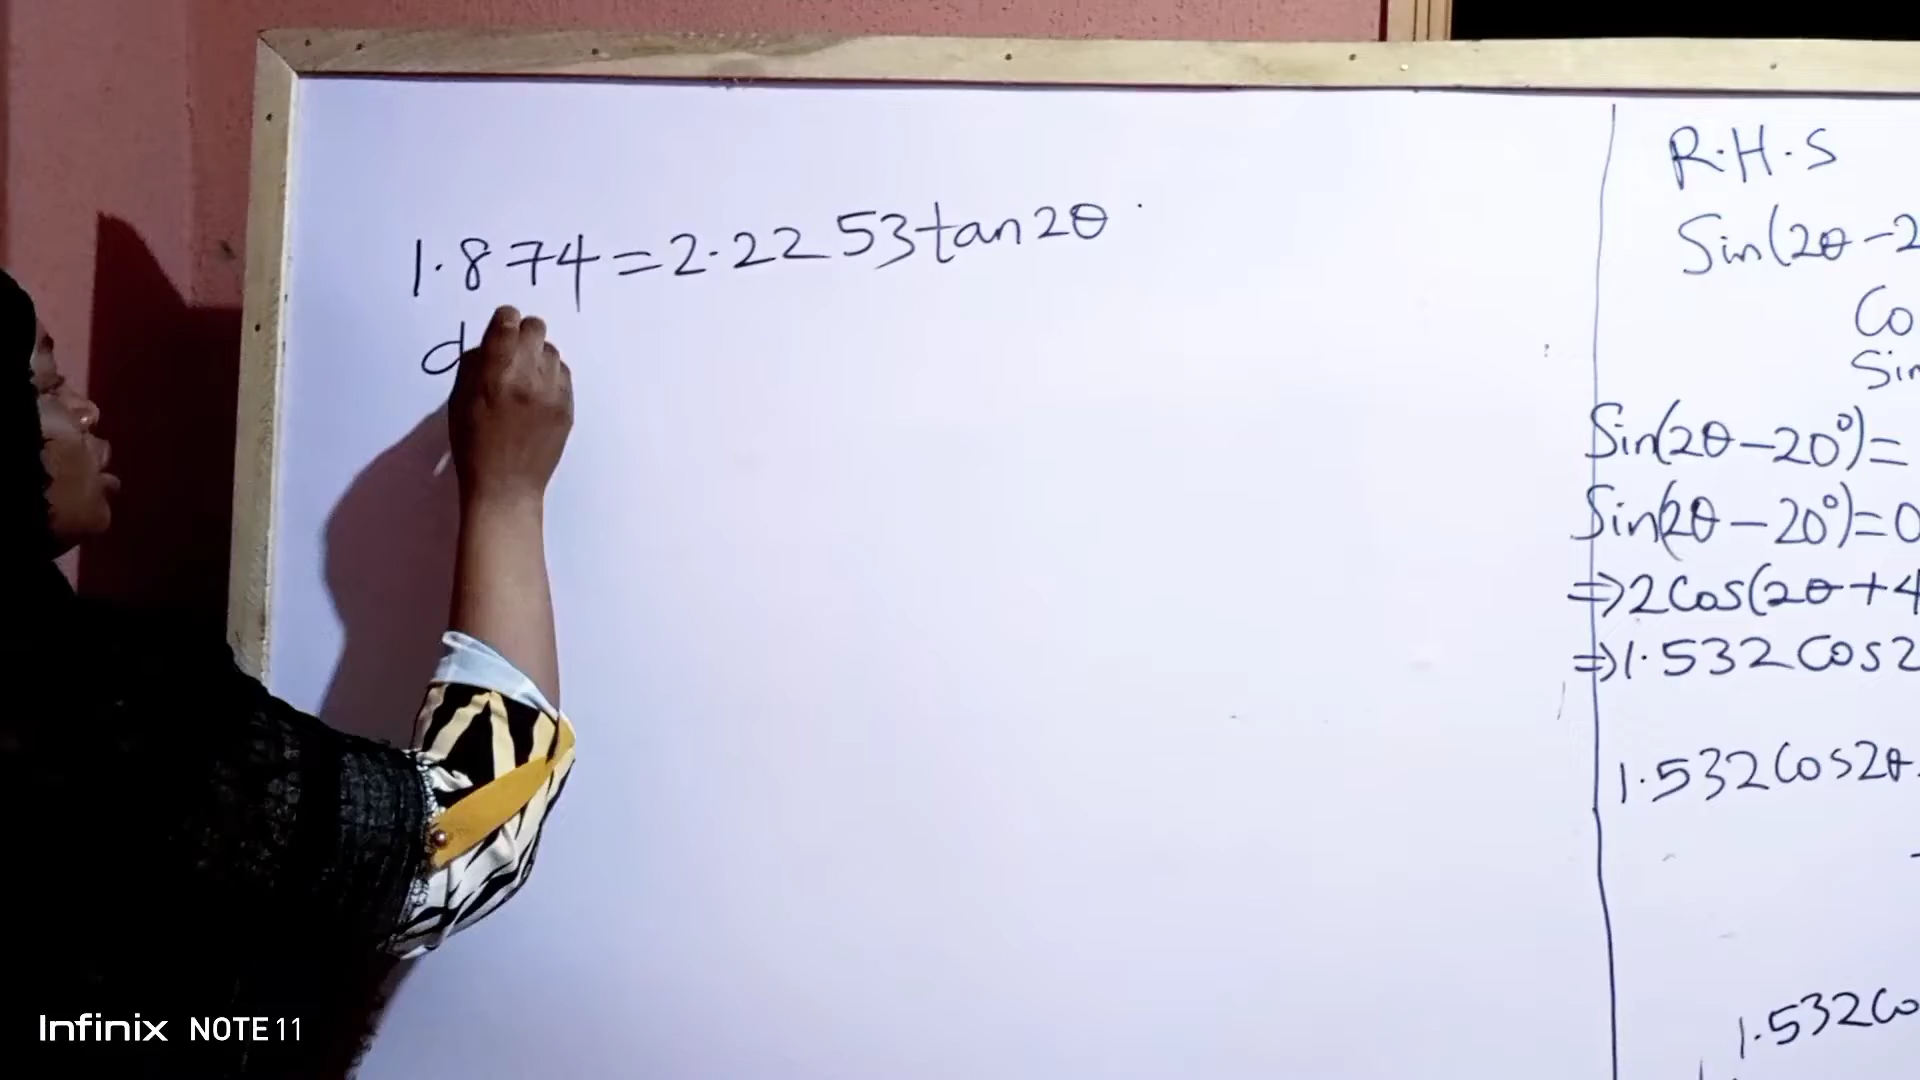 1.874=2.2253tan2θ
d
R.H.S
Sin(2θ-2
Co
Sin
Sin(2θ-20°)=
Sin(2θ-20°)=0
⇒2Cos(2θ+4
⇒1.532Cos2
1.532Cos2θ
1.532Co
Infinix NOTE 11